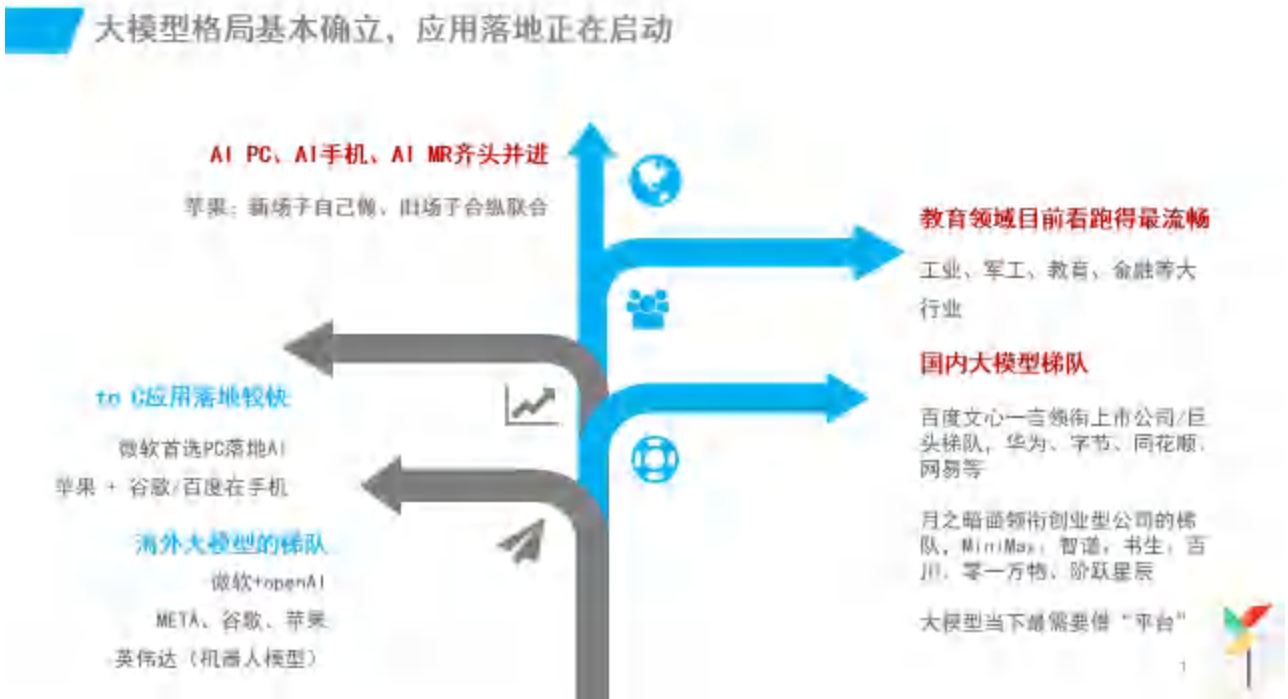 大模型格局基本确立，应用落地正在启动
AI PC、AI手机、AI MR齐头并进
苹果：新场子自己做、旧场子合纵联合
教育领域目前看跑得最流畅
工业、军工、教育、金融等大
行业
国内大模型梯队
百度文心一言领衔上市公司/巨
头梯队，华为、字节、同花顺、
网易等
月之暗面领衔创业型公司的梯
队，MiniMax，智谱，书生，百
川、零一万物、阶跃星辰
大模型当下最需要借“平台”
to C应用落地较快
微软首选PC落地AI
苹果 + 谷歌/百度在手机
海外大模型的梯队
微软+openAI
META、谷歌、苹果
英伟达（机器人模型）
1